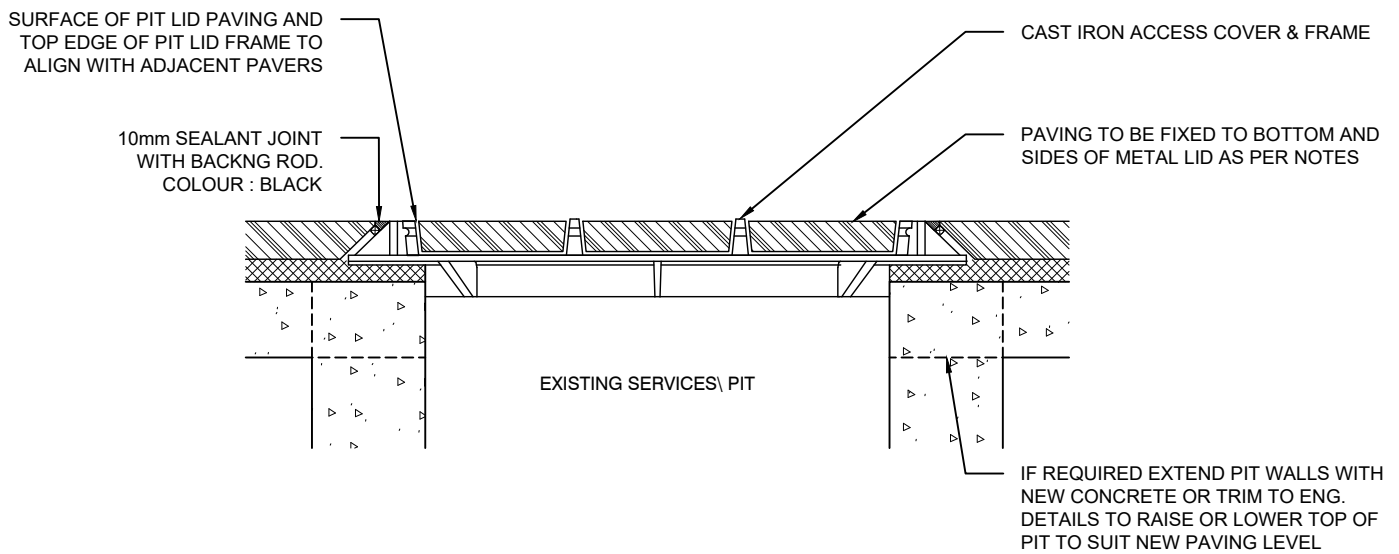 SURFACE OF PIT LID PAVING AND
TOP EDGE OF PIT LID FRAME TO
ALIGN WITH ADJACENT PAVERS
CAST IRON ACCESS COVER & FRAME
10mm SEALANT JOINT
WITH BACKNG ROD.
COLOUR : BLACK
PAVING TO BE FIXED TO BOTTOM AND
SIDES OF METAL LID AS PER NOTES
EXISTING SERVICES\ PIT
IF REQUIRED EXTEND PIT WALLS WITH
NEW CONCRETE OR TRIM TO ENG.
DETAILS TO RAISE OR LOWER TOP OF
PIT TO SUIT NEW PAVING LEVEL